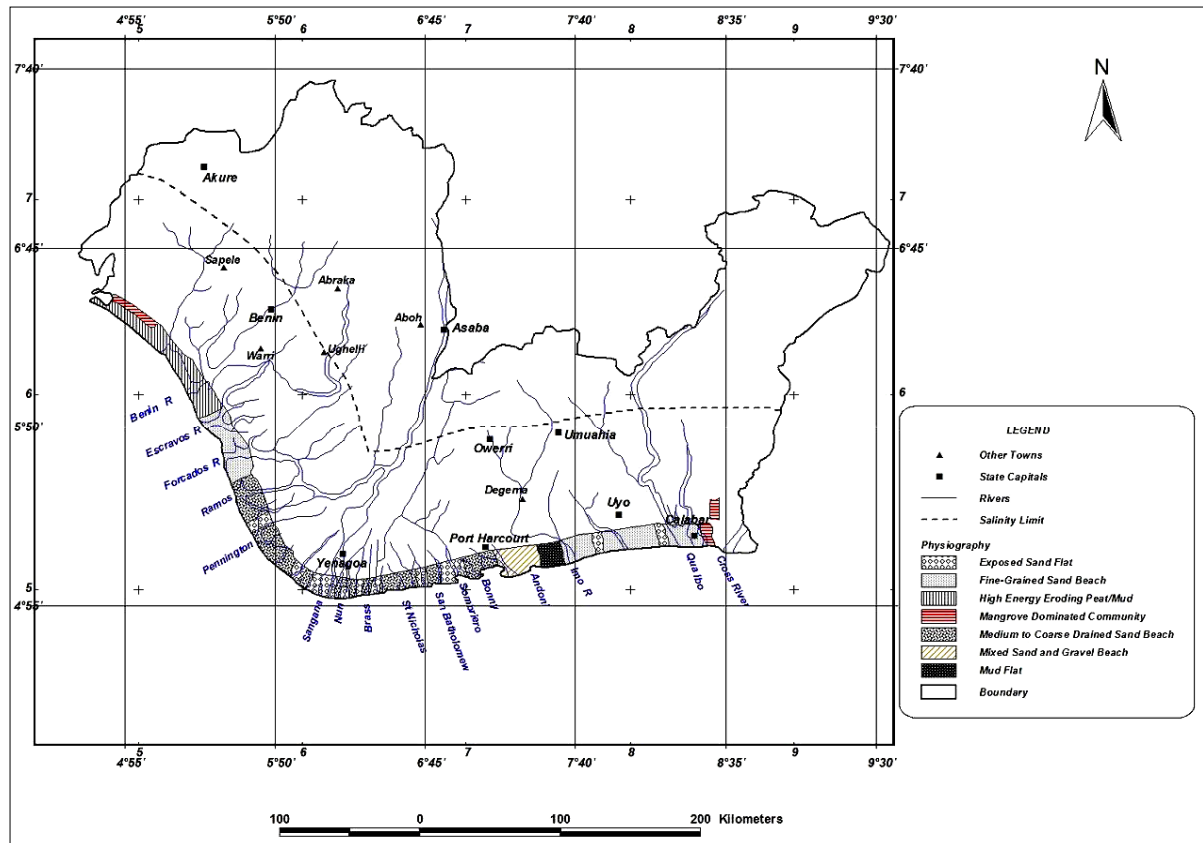 4°55' 5°50' 6°45' 7°40' 8°35' 9°30'
5 6 7 8 9
7°40' 7°40'
N
Akure
7 7
6°45' 6°45'
Sapele
Abraka
Benin
Aboh
Asaba
Warri
Ughelli
6 6
Benin R
5°50' 5°50'
Escravos R
Umuahia
Owerri
Forcados R
Degema
Ramos
Uyo
Calabar
Port Harcourt
Pennington
Yenagoa
Sangana
Nun
Brass
St Nicholas
San Batholomew
Sombriero
Bonny
Andoni
Imo R
Qua Ibo
Cross River
5 5
4°55' 4°55'
5 6 7 8 9
4°55' 5°50' 6°45' 7°40' 8°35' 9°30'
LEGEND
Other Towns
State Capitals
Rivers
Salinity Limit
Physiography
Exposed Sand Flat
Fine-Grained Sand Beach
High Energy Eroding Peat/Mud
Mangrove Dominated Community
Medium to Coarse Drained Sand Beach
Mixed Sand and Gravel Beach
Mud Flat
Boundary
100 0 100 200 Kilometers